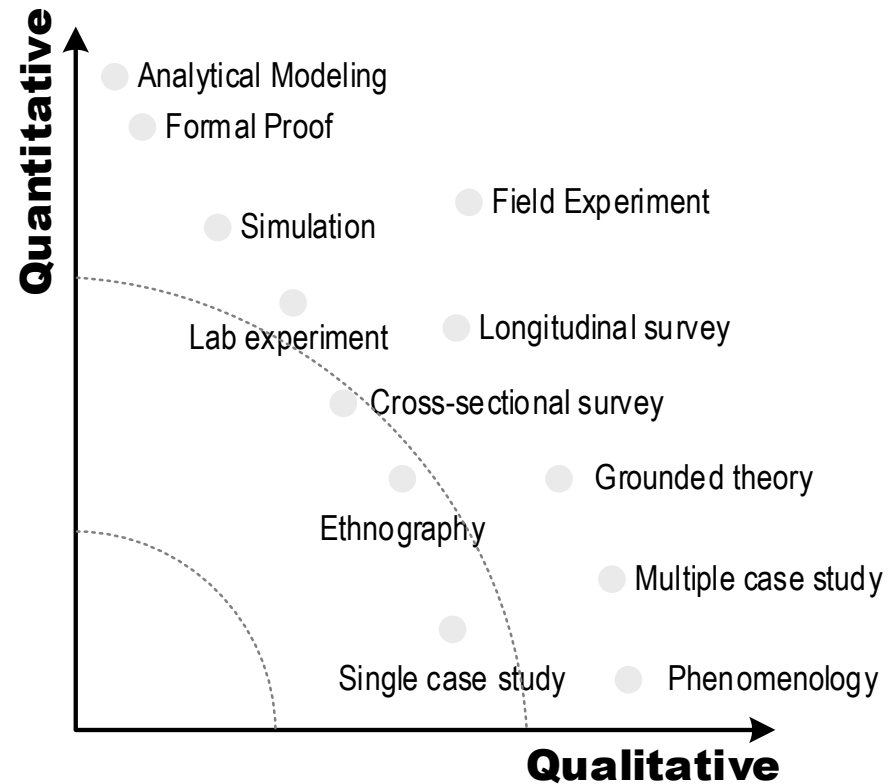 Quantitative
Analytical Modeling
Formal Proof
Field Experiment
Simulation
Longitudinal survey
Lab experiment
Cross-sectional survey
Grounded theory
Ethnography
Multiple case study
Single case study
Phenomenology
Qualitative